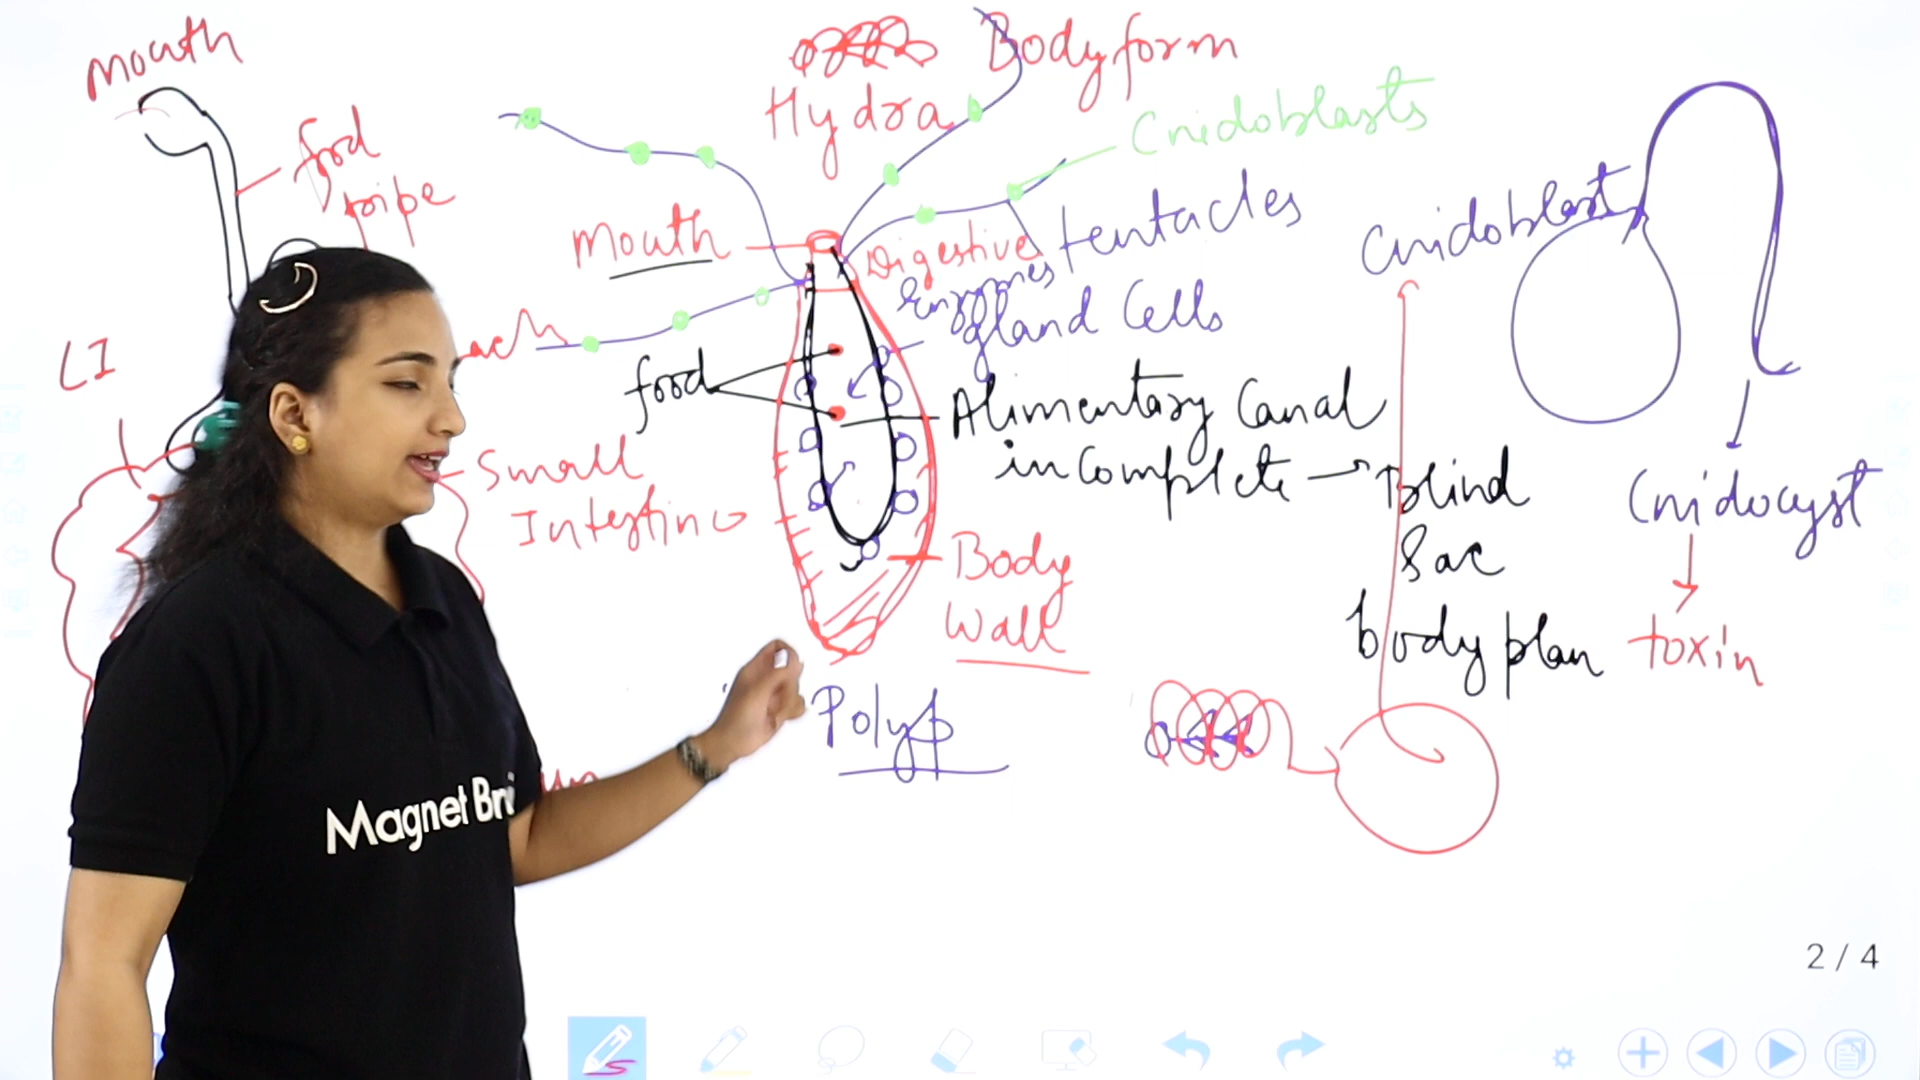 mouth
Body form
Hydra
Cnidoblasts
food
pipe
mouth
Digestive
Enzymes
tentacles
gland Cells
Cnidoblast
LI
ach
food
Alimentary Canal
incomplete → Blind
Sac
body plan
Small
Intestine
Body
Wall
Cnidocyst
toxin
Polyp
Magnet Br
2 / 4